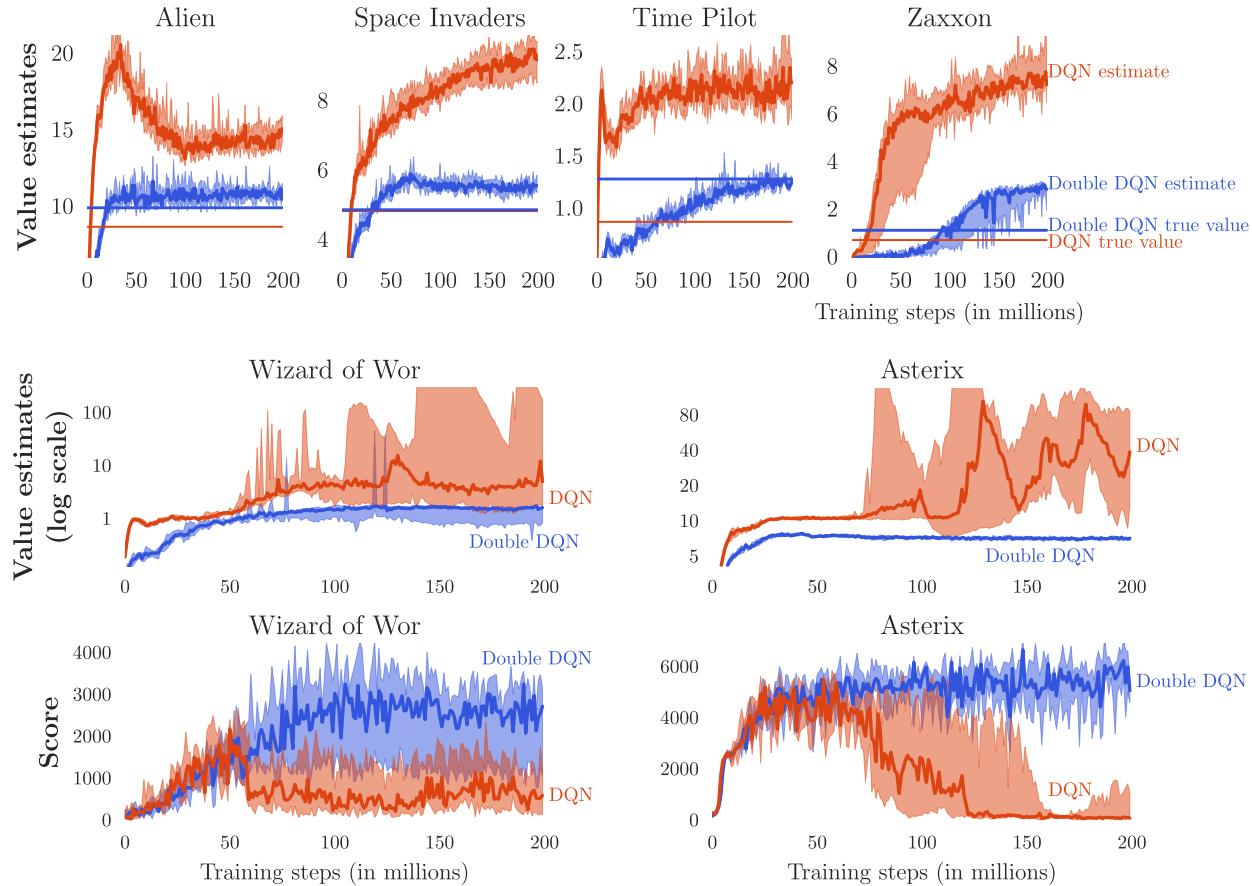 Alien
Space Invaders
Time Pilot
Zaxxon
Value estimates
20
15
10
0 50 100 150 200
8
6
4
0 50 100 150 200
2.5
2.0
1.5
1.0
0 50 100 150 200
8
6
4
2
0
0 50 100 150 200
DQN estimate
Double DQN estimate
Double DQN true value
DQN true value
Training steps (in millions)
Wizard of Wor
Asterix
Value estimates
(log scale)
100
10
1
0 50 100 150 200
DQN
Double DQN
80
40
20
10
5
0 50 100 150 200
DQN
Double DQN
Wizard of Wor
Asterix
Score
4000
3000
2000
1000
0
0 50 100 150 200
Double DQN
DQN
Training steps (in millions)
6000
4000
2000
0
0 50 100 150 200
Double DQN
DQN
Training steps (in millions)